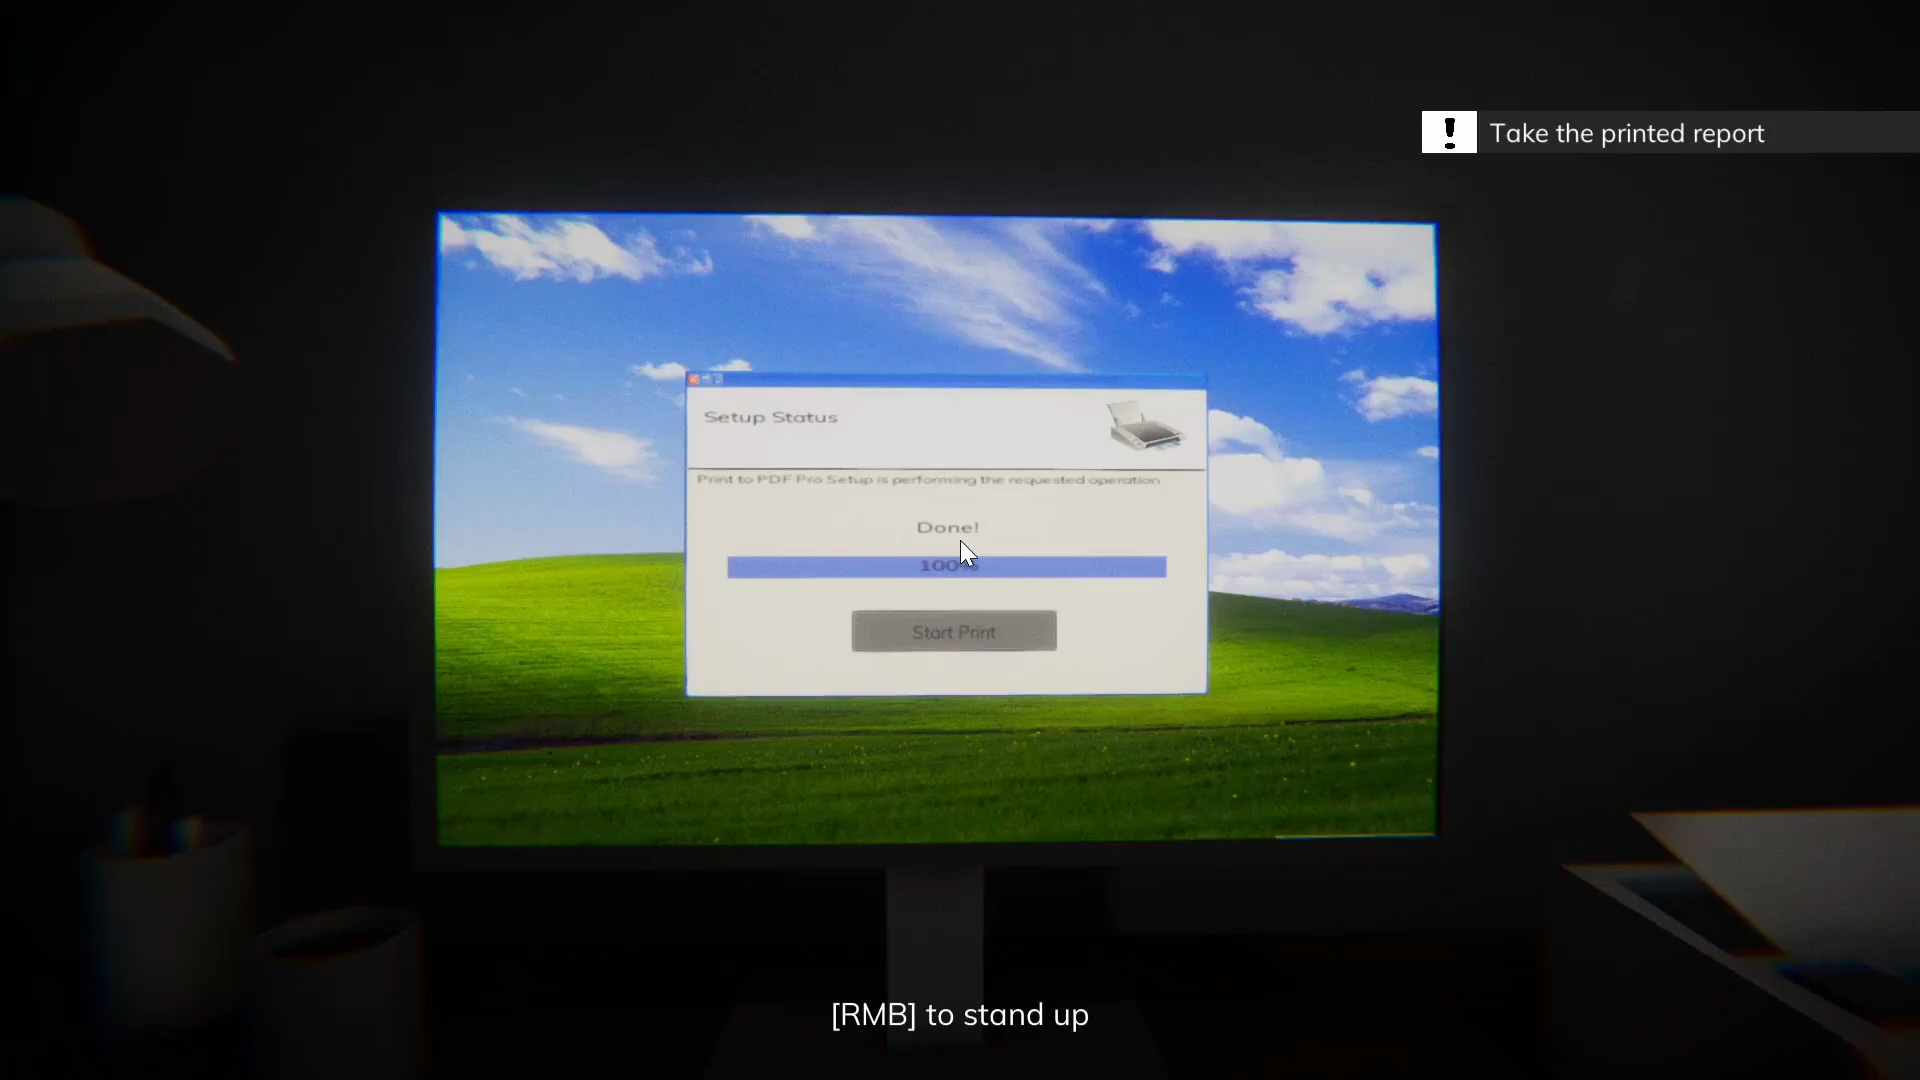 Take the printed report
Setup Status
Print to PDF Pro Setup is performing the requested operation
Done!
100%
Start Print
[RMB] to stand up